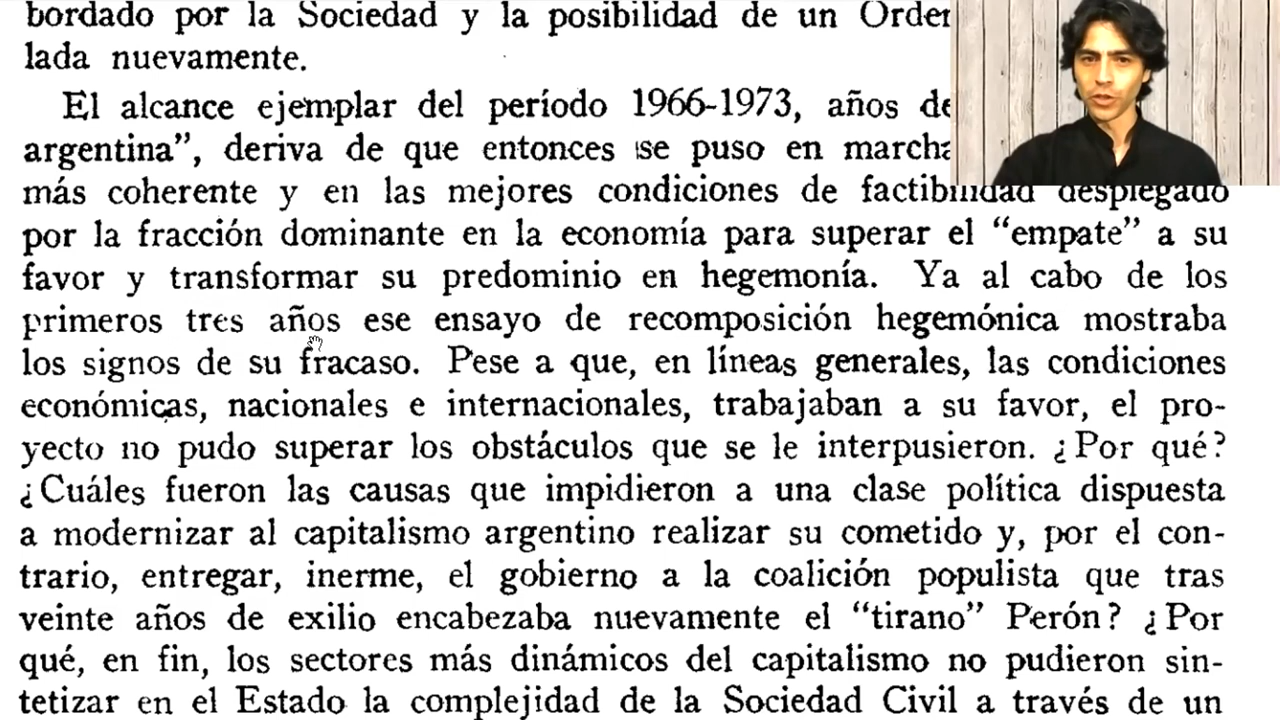 bordado por la Sociedad y la posibilidad de un
lada nuevamente.
El alcance ejemplar del período 1966-1973, años
argentina”, deriva de que entonces se puso en
más coherente y en las mejores condiciones de factibilidad desplegado
por la fracción dominante en la economía para superar el “empate” a su
favor y transformar su predominio en hegemonía. Ya al cabo de los
primeros tres años ese ensayo de recomposición hegemónica mostraba
los signos de su fracaso. Pese a que, en líneas generales, las condiciones
económicas, nacionales e internacionales, trabajaban a su favor, el pro-
yecto no pudo superar los obstáculos que se le interpusieron. ¿Por qué?
¿Cuáles fueron las causas que impidieron a una clase política dispuesta
a modernizar al capitalismo argentino realizar su cometido y, por el con-
trario, entregar, inerme, el gobierno a la coalición populista que tras
veinte años de exilio encabezaba nuevamente el “tirano” Perón? ¿Por
qué, en fin, los sectores más dinámicos del capitalismo no pudieron sin-
tetizar en el Estado la complejidad de la Sociedad Civil a través de un